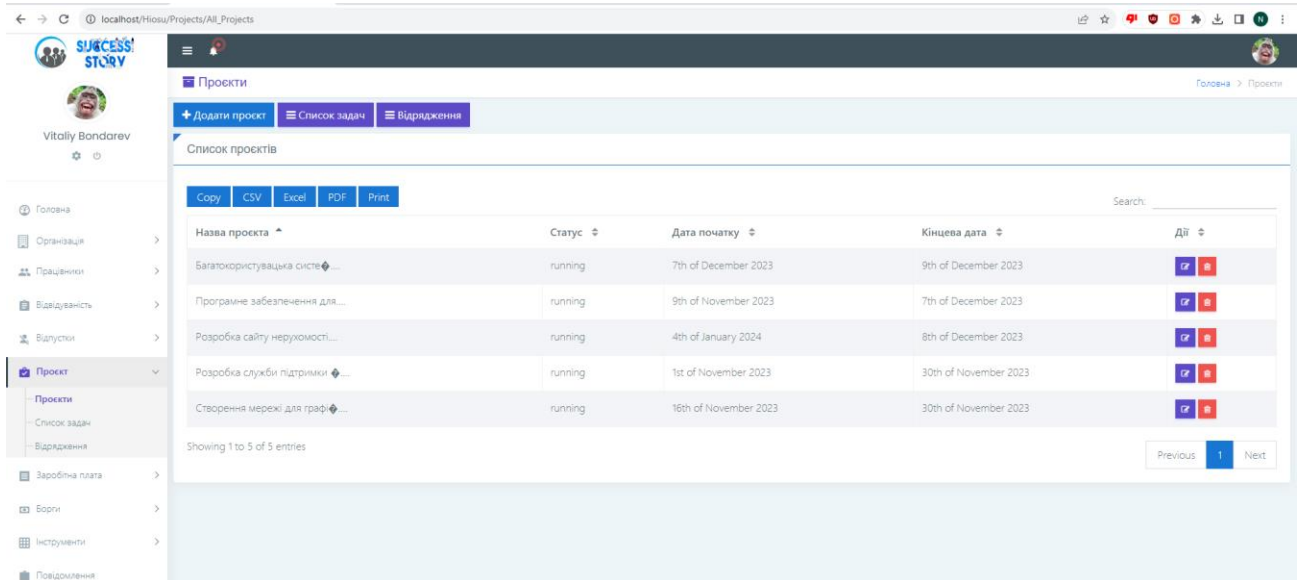 localhost/Hiosu/Projects/All_Projects
N
SUCCESS
STORY
Vitaliy Bondarev
Головна
Організація
Працівники
Відвідуваність
Відпустки
Проєкт
Проєкти
Список задач
Відрядження
Заробітна плата
Борги
Інструменти
Повідомлення
Проєкти
Головна > Проєкти
Додати проєкт Список задач Відрядження
Список проєктів
Copy CSV Excel PDF Print
Search:
Назва проєкта Статус Дата початку Кінцева дата Дії
Багатокористувацька систе�.... running 7th of December 2023 9th of December 2023
Програмне забезпечення для.... running 9th of November 2023 7th of December 2023
Розробка сайту нерухомості.... running 4th of January 2024 8th of December 2023
Розробка служби підтримки �.... running 1st of November 2023 30th of November 2023
Створення мережі для графі�.... running 16th of November 2023 30th of November 2023
Showing 1 to 5 of 5 entries
Previous 1 Next